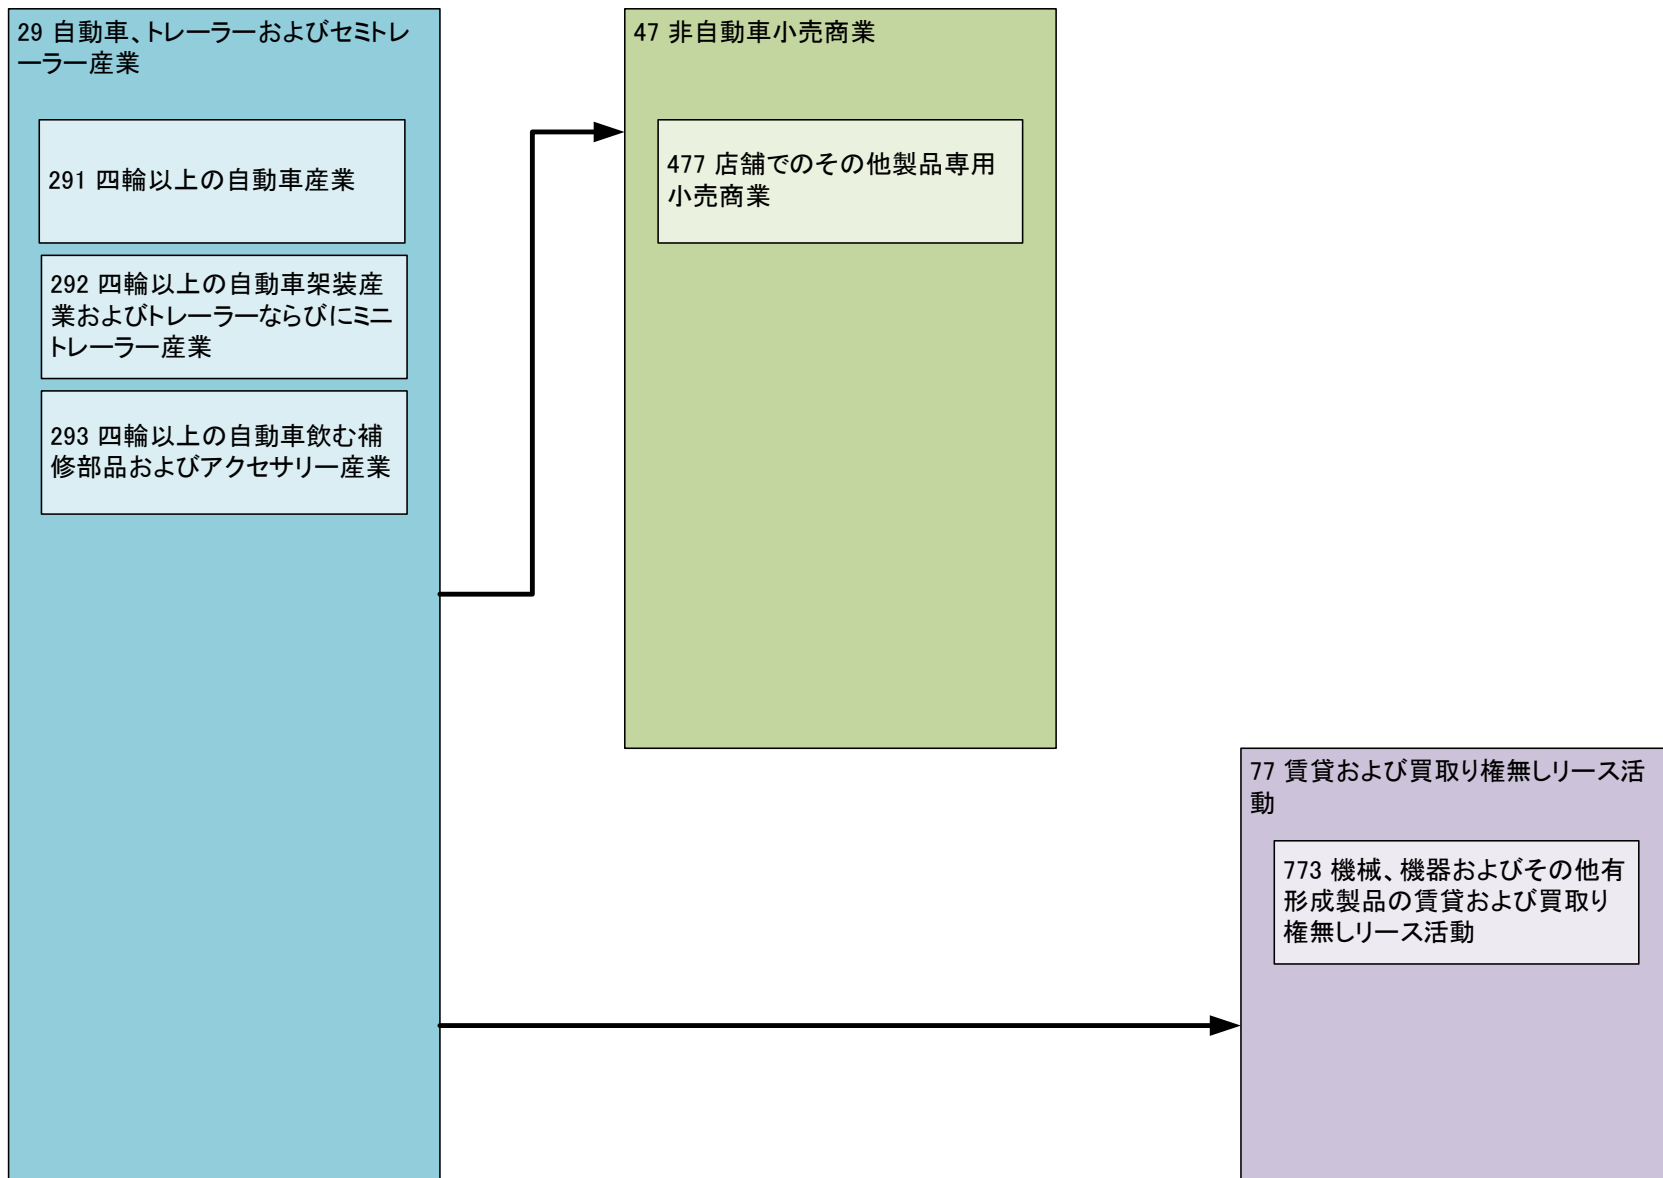 29 自動車、トレーラーおよびセミトレ
ーラー産業
291 四輪以上の自動車産業
292 四輪以上の自動車架装産
業およびトレーラーならびにミニ
トレーラー産業
293 四輪以上の自動車飲む補
修部品およびアクセサリー産業
47 非自動車小売商業
477 店舗でのその他製品専用
小売商業
77 賃貸および買取り権無しリース活
動
773 機械、機器およびその他有
形成製品の賃貸および買取り
権無しリース活動